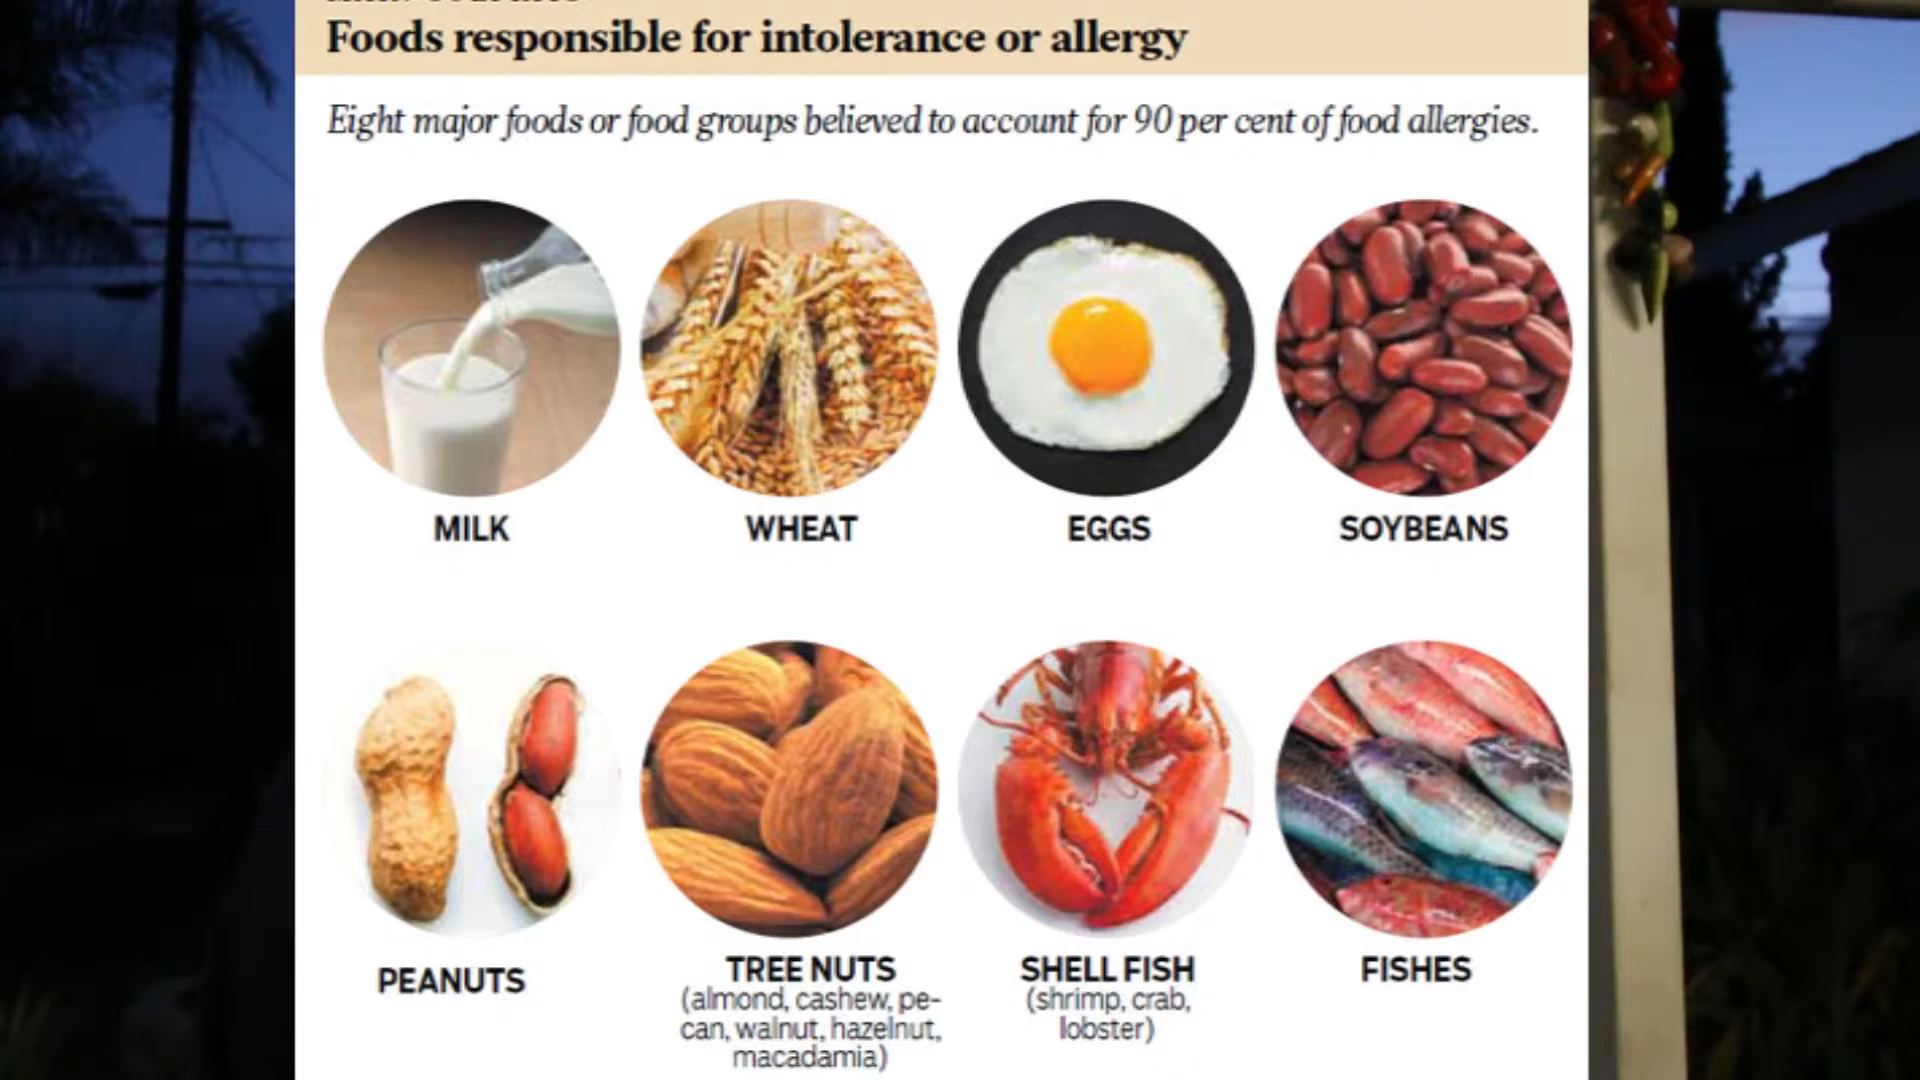 Foods responsible for intolerance or allergy
Eight major foods or food groups believed to account for 90 per cent of food allergies.
MILK
WHEAT
EGGS
SOYBEANS
PEANUTS
TREE NUTS
(almond, cashew, pe-
can, walnut, hazelnut,
macadamia)
SHELL FISH
(shrimp, crab,
lobster)
FISHES